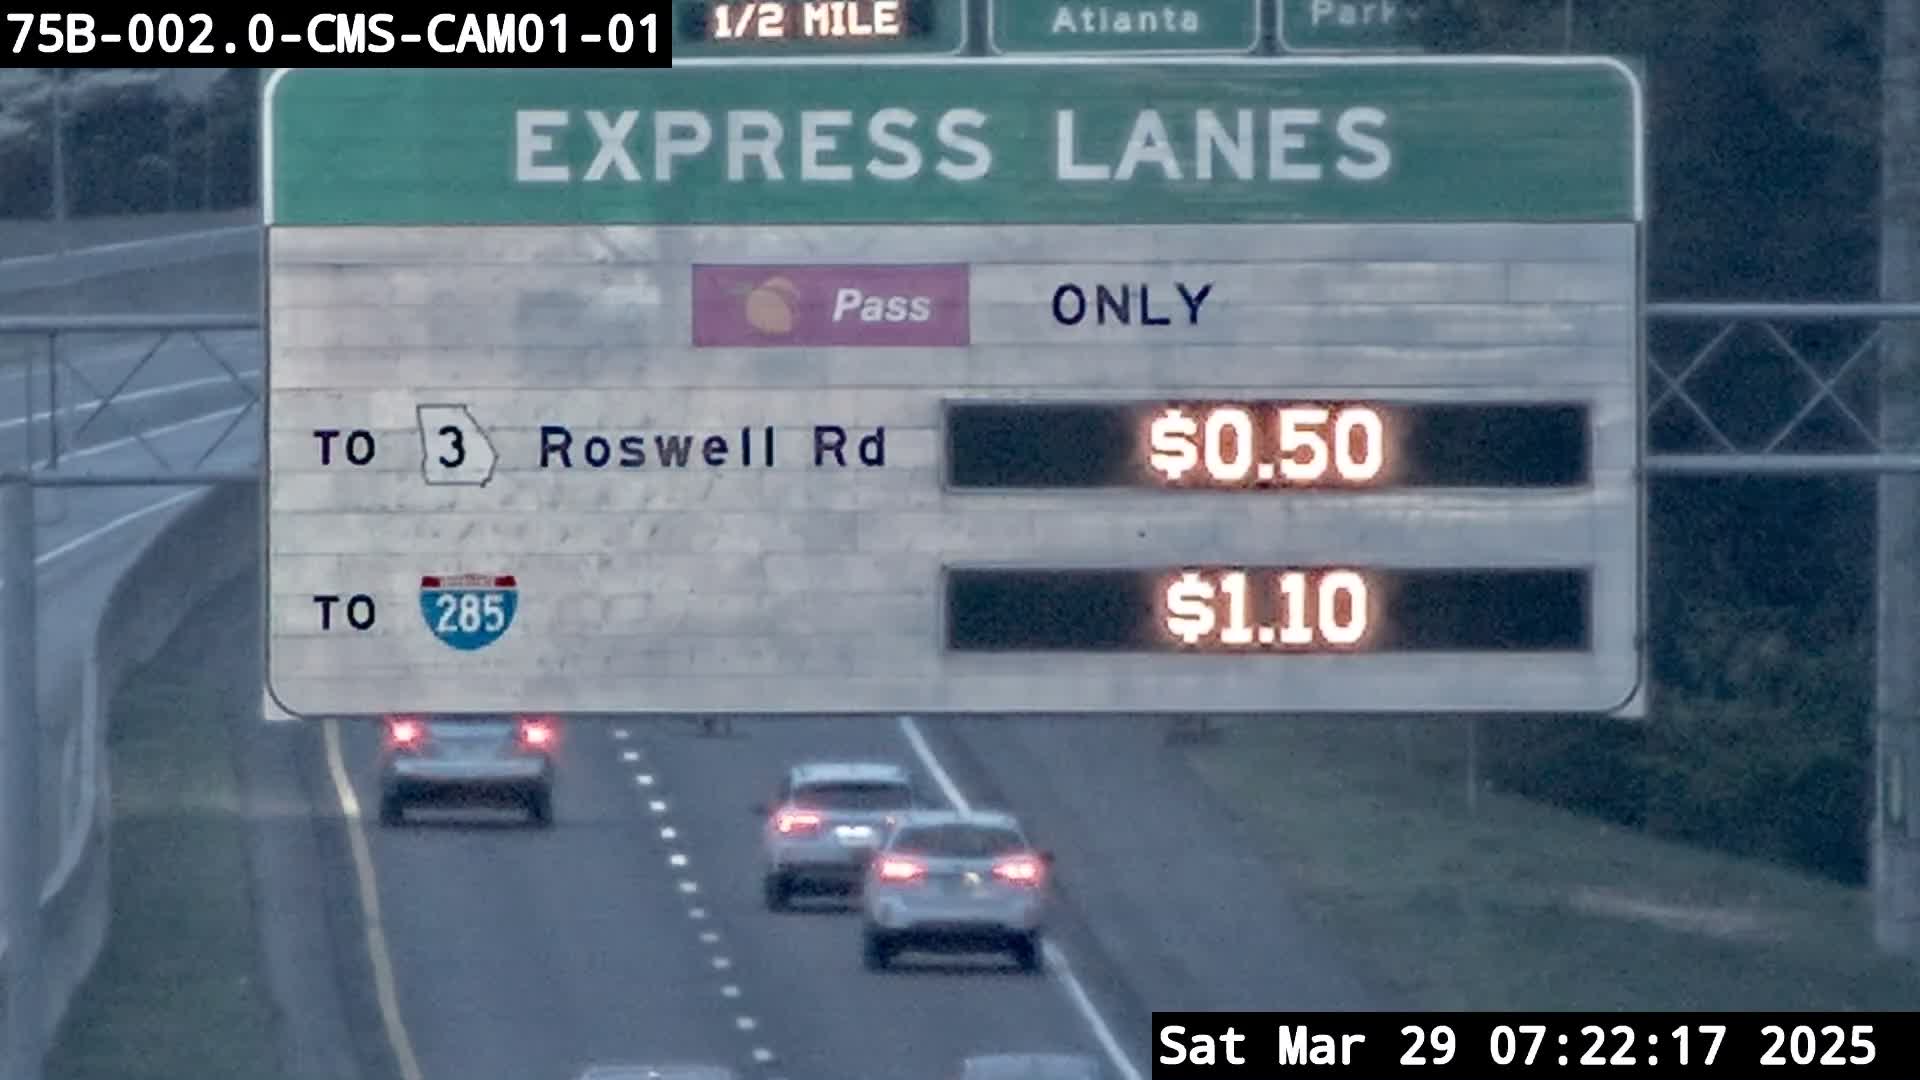 75B-002.0-CMS-CAM01-01
1/2 MILE
Atlanta
EXPRESS LANES
Pass ONLY
TO 3 Roswell Rd $0.50
TO 285 $1.10
Sat Mar 29 07:22:17 2025